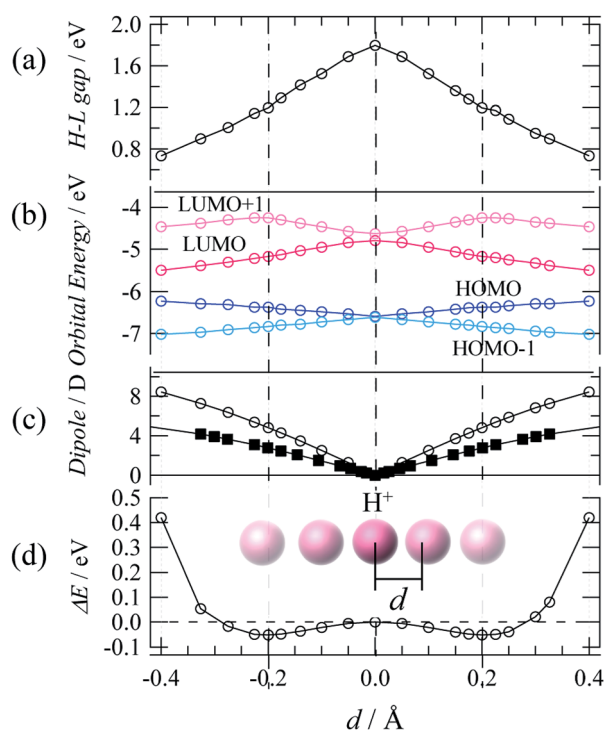 (a)
H-L gap / eV
2.0
1.6
1.2
0.8
(b)
Orbital Energy / eV
-4
-5
-6
-7
LUMO+1
LUMO
HOMO
HOMO-1
(c)
Dipole / D
8
4
0
H+
(d)
ΔE / eV
0.5
0.4
0.3
0.2
0.1
0.0
-0.1
d
-0.4 -0.2 0.0 0.2 0.4
d / Å